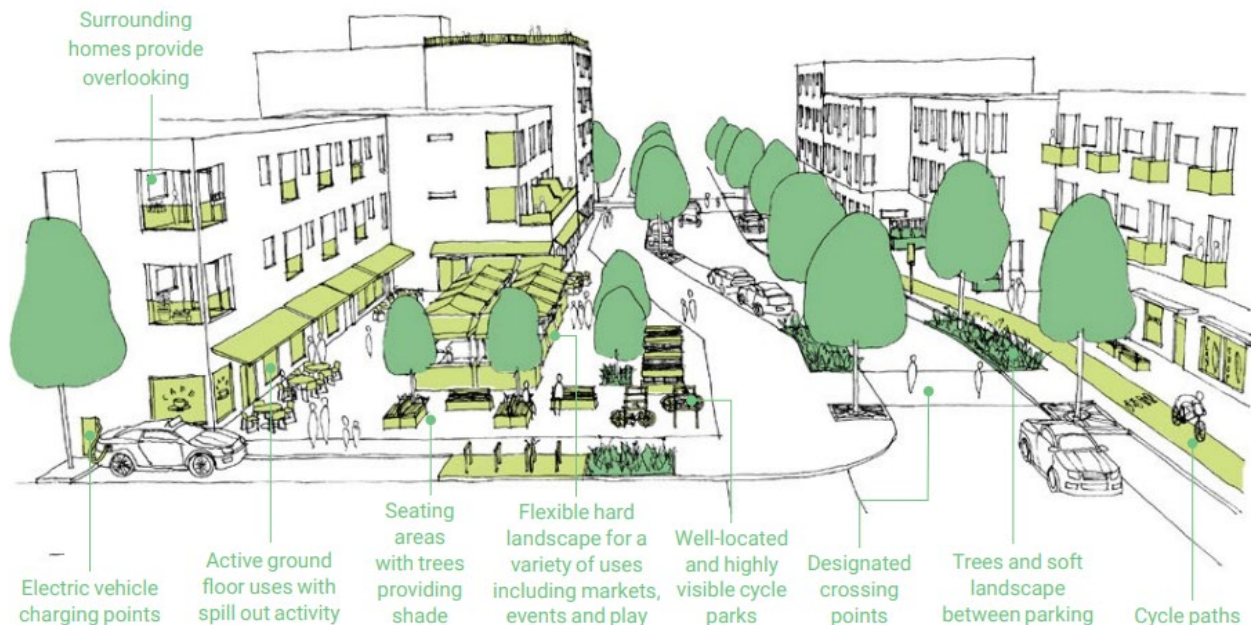 Surrounding
homes provide
overlooking
CAFE
Electric vehicle
charging points
Active ground
floor uses with
spill out activity
Seating
areas
with trees
providing
shade
Flexible hard
landscape for a
variety of uses
including markets,
events and play
Well-located
and highly
visible cycle
parks
Designated
crossing
points
Trees and soft
landscape
between parking
Cycle paths